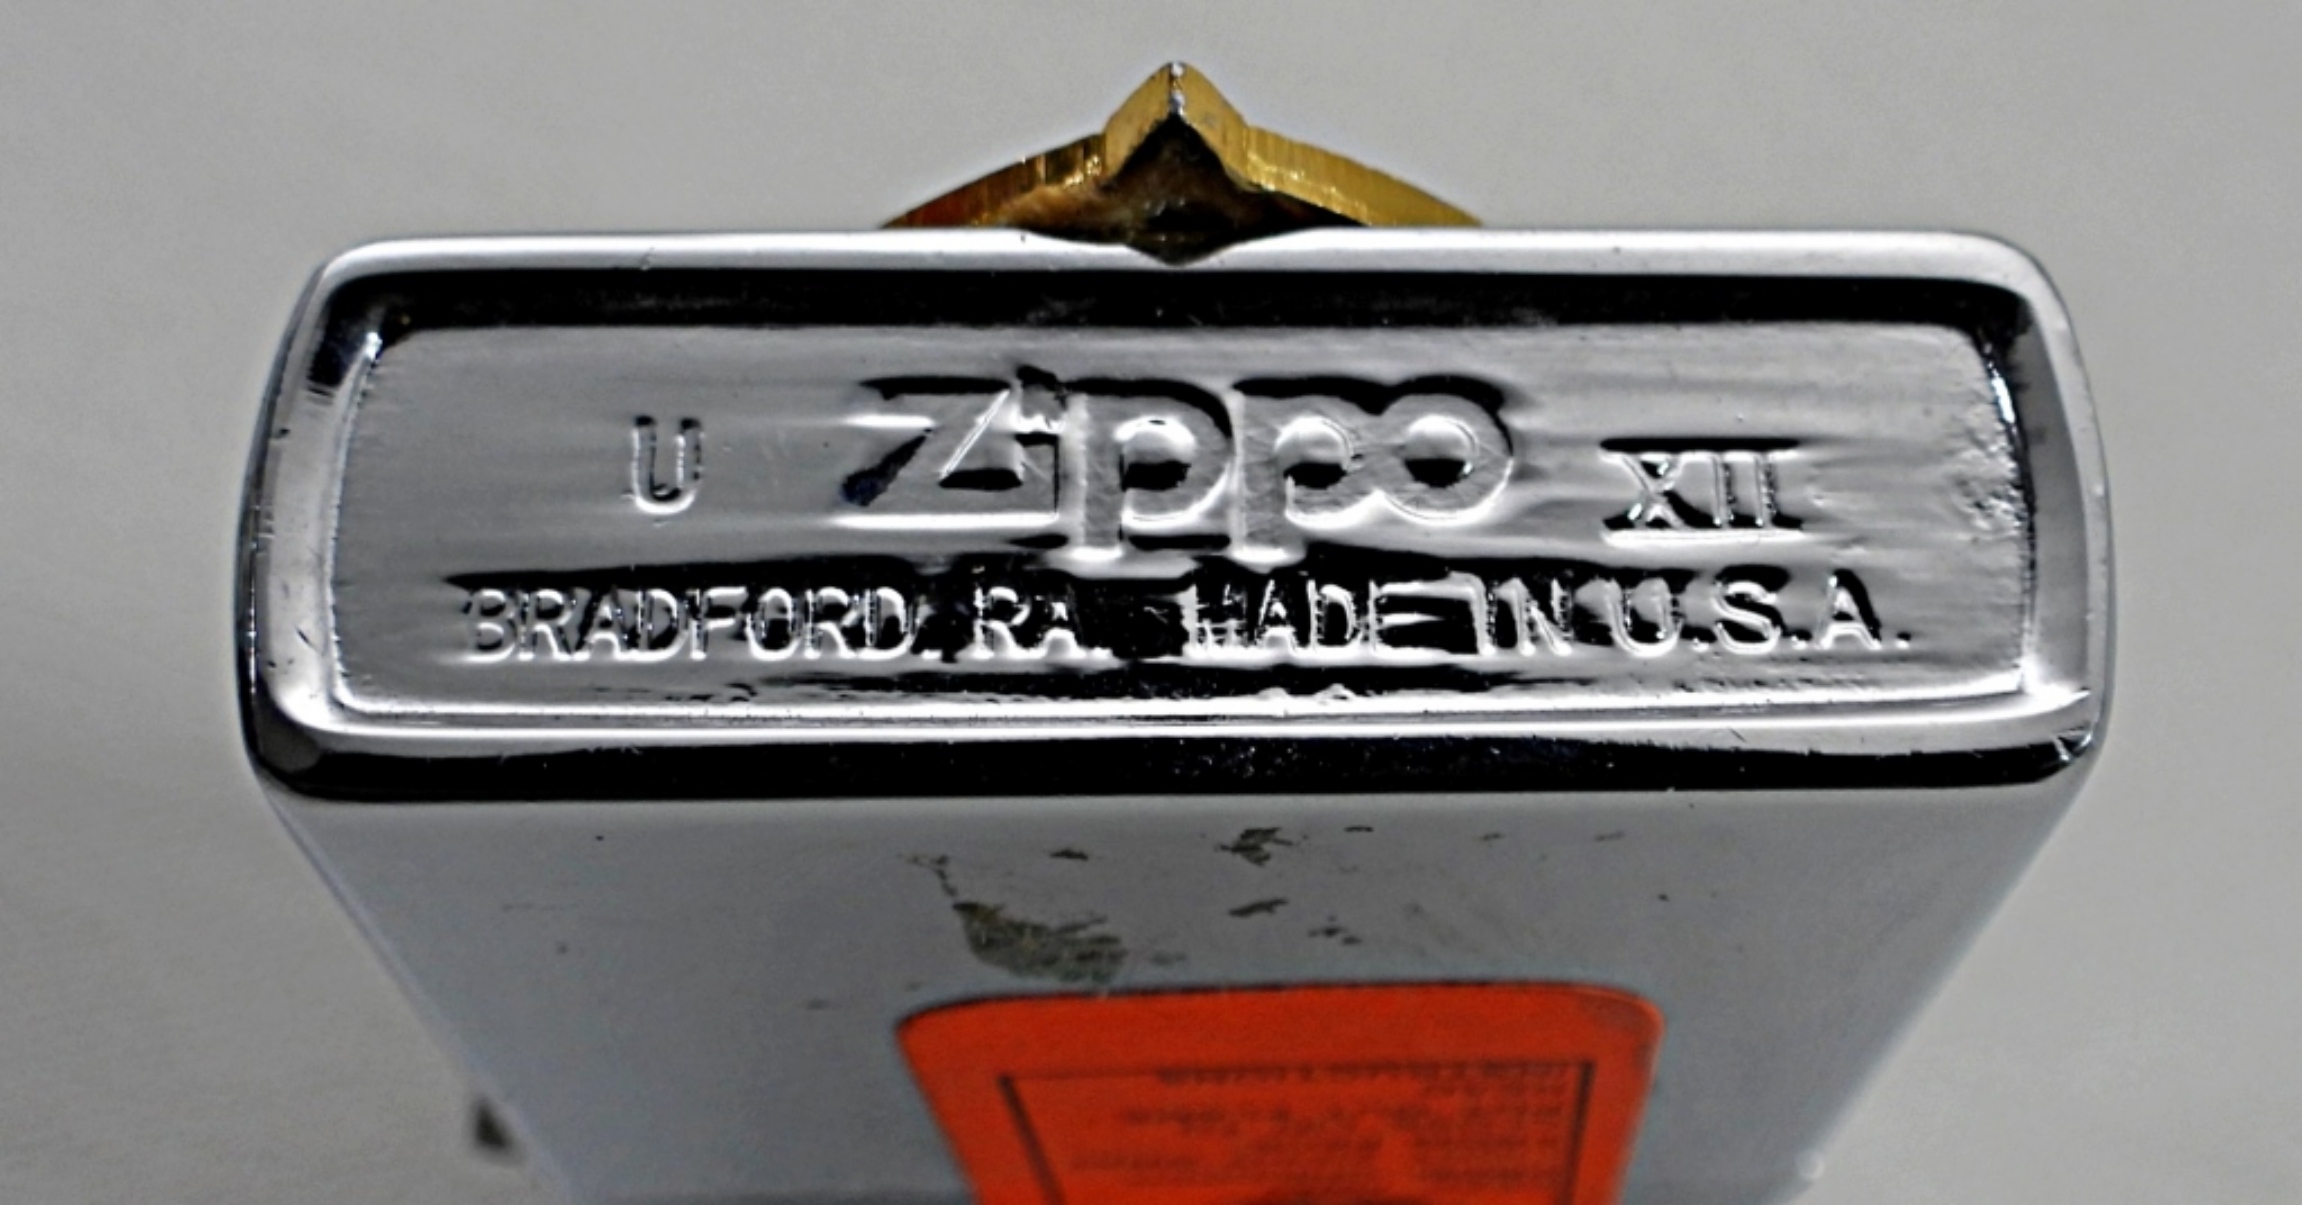 U Zippo XII
BRADFORD. PA. MADE IN U.S.A.